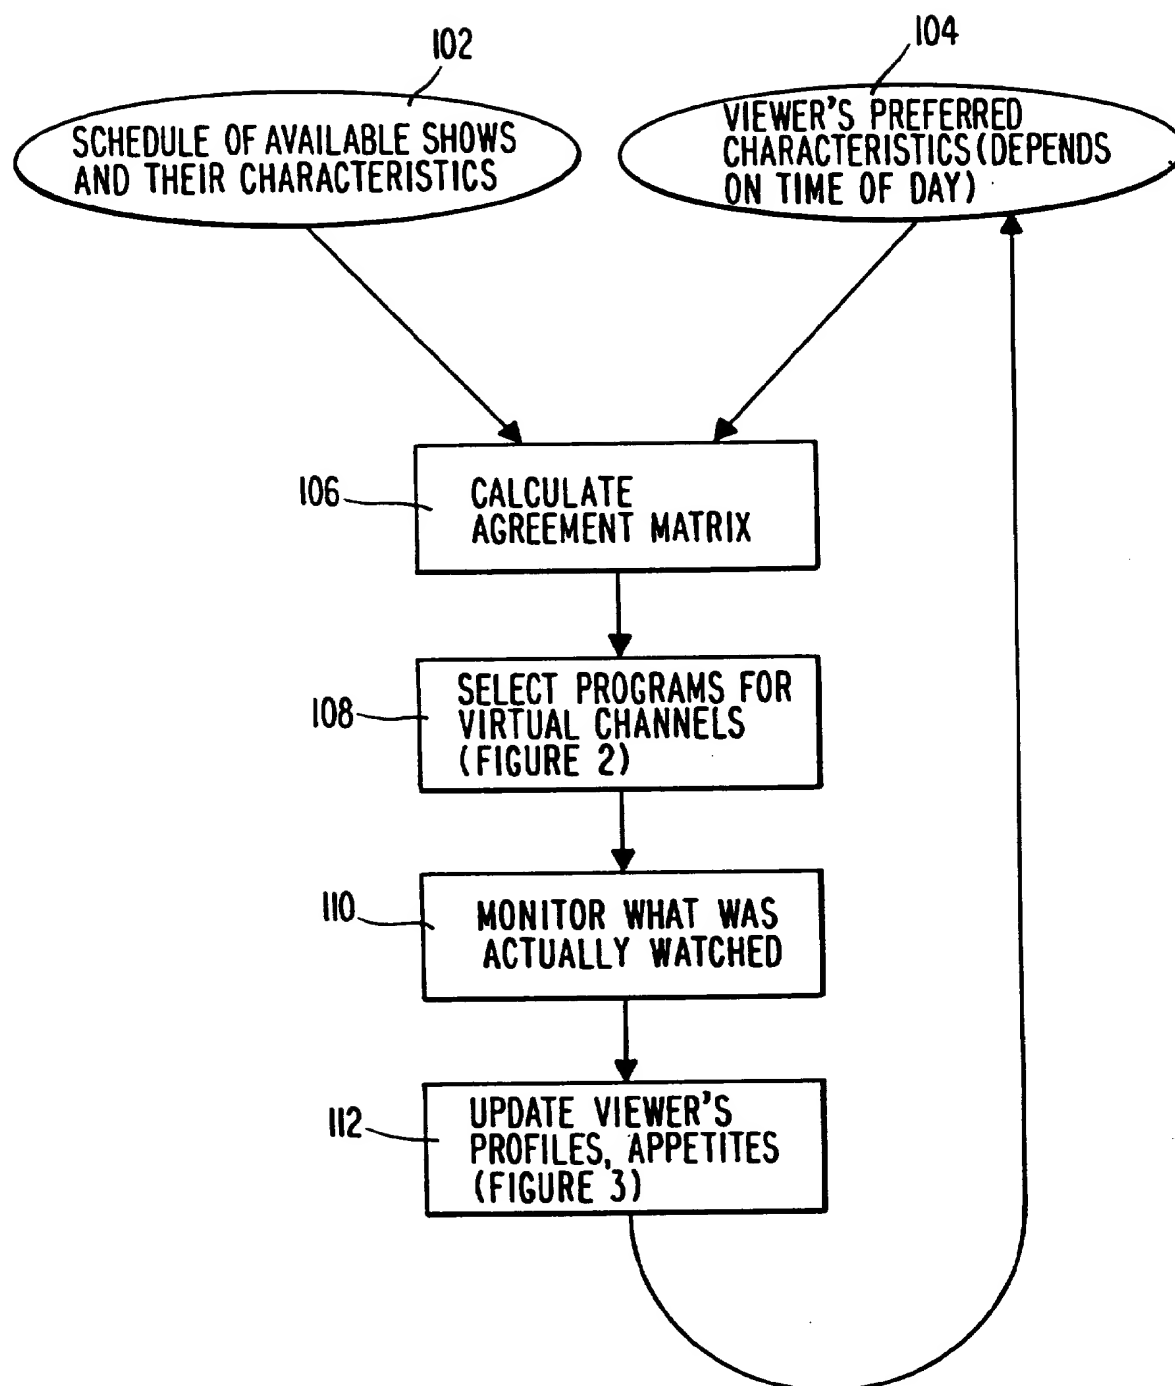 102
SCHEDULE OF AVAILABLE SHOWS
AND THEIR CHARACTERISTICS
104
VIEWER'S PREFERRED
CHARACTERISTICS (DEPENDS
ON TIME OF DAY)
106
CALCULATE
AGREEMENT MATRIX
108
SELECT PROGRAMS FOR
VIRTUAL CHANNELS
(FIGURE 2)
110
MONITOR WHAT WAS
ACTUALLY WATCHED
112
UPDATE VIEWER'S
PROFILES, APPETITES
(FIGURE 3)